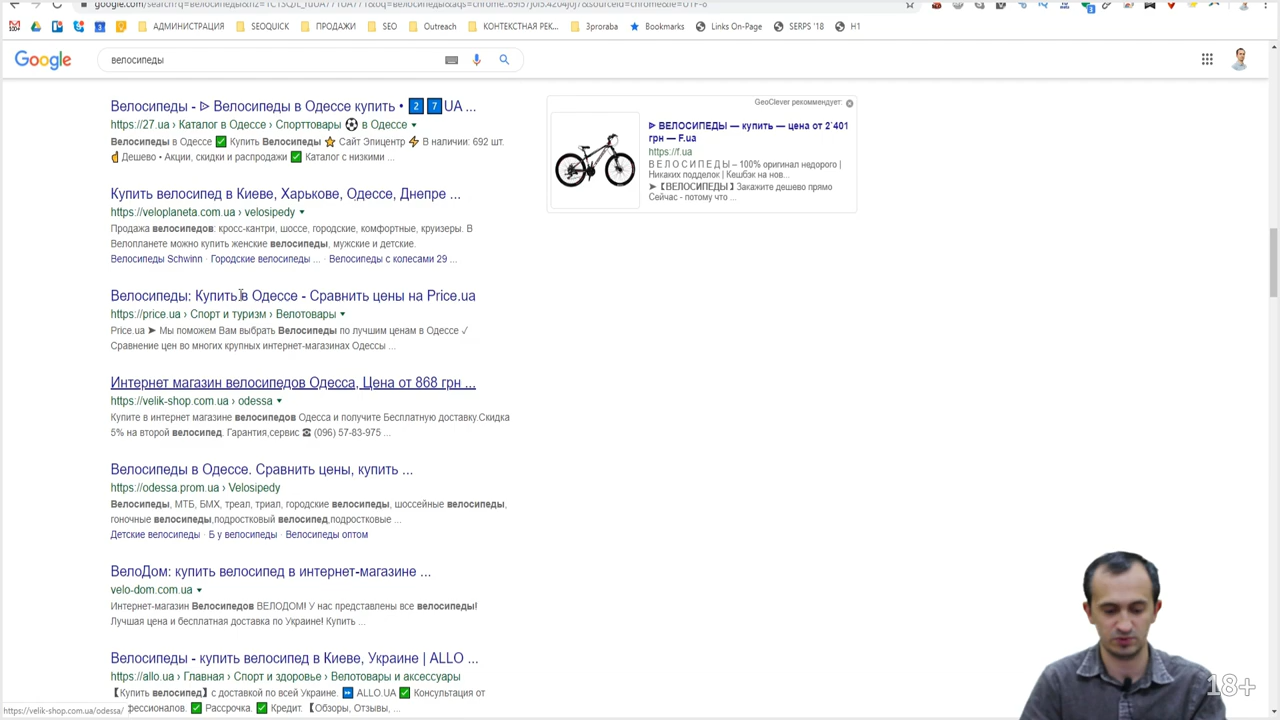 АДМИНИСТРАЦИЯ SEOQUICK ПРОДАЖИ SEO Outreach КОНТЕКСТНАЯ РЕК... 3proraba Bookmarks Links On-Page SERPS '18 H1
Google велосипеды
Велосипеды - ᐉ Велосипеды в Одессе купить • 2️⃣7️⃣UA ...
https://27.ua › Каталог в Одессе › Спорттовары ⚽ в Одессе
Велосипеды в Одессе ✅ Купить Велосипеды ⭐ Сайт Эпицентр ⚡ В наличии: 692 шт.
☝ Дешево • Акции, скидки и распродажи ✅ Каталог с низкими ...
Купить велосипед в Киеве, Харькове, Одессе, Днепре ...
https://veloplaneta.com.ua › velosipedy
Продажа велосипедов: кросс-кантри, шоссе, городские, комфортные, круизеры. В
Велопланете можно купить женские велосипеды, мужские и детские.
Велосипеды Schwinn · Городские велосипеды ... · Велосипеды с колесами 29 ...
Велосипеды: Купить в Одессе - Сравнить цены на Price.ua
https://price.ua › Спорт и туризм › Велотовары
Price.ua ➤ Мы поможем Вам выбрать Велосипеды по лучшим ценам в Одессе ✓
Сравнение цен во многих крупных интернет-магазинах Одессы ...
Интернет магазин велосипедов Одесса, Цена от 868 грн ...
https://velik-shop.com.ua › odessa
Купите в интернет магазине велосипедов Одесса и получите Бесплатную доставку.Скидка
5% на второй велосипед. Гарантия,сервис ☎ (096) 57-83-975 ...
Велосипеды в Одессе. Сравнить цены, купить ...
https://odessa.prom.ua › Velosipedy
Велосипеды, МТБ, БМХ, треал, триал, городские велосипеды, шоссейные велосипеды,
гоночные велосипеды,подростковый велосипед,подростковые ...
Детские велосипеды · Б у велосипеды · Велосипеды оптом
ВелоДом: купить велосипед в интернет-магазине ...
velo-dom.com.ua
Интернет-магазин Велосипедов ВЕЛОДОМ! У нас представлены все велосипеды!
Лучшая цена и бесплатная доставка по Украине! Купить ...
Велосипеды - купить велосипед в Киеве, Украине | ALLO ...
https://allo.ua › Главная › Спорт и здоровье › Велотовары и аксессуары
【Купить велосипед】с доставкой по всей Украине. ⏩ ALLO.UA ✅ Консультация от
✅ Рассрочка. ✅ Кредит. 【Обзоры, Отзывы, ...
https://velik-shop.com.ua/odessa/
GeoClever рекомендует:
ᐉ ВЕЛОСИПЕДЫ — купить — цена от 2`401
грн — F.ua
https://f.ua
В Е Л О С И П Е Д Ы – 100% оригинал недорого |
Никаких подделок | Кешбэк на нов...
➤【ВЕЛОСИПЕДЫ】Закажите дешево прямо
Сейчас - потому что ...
18+